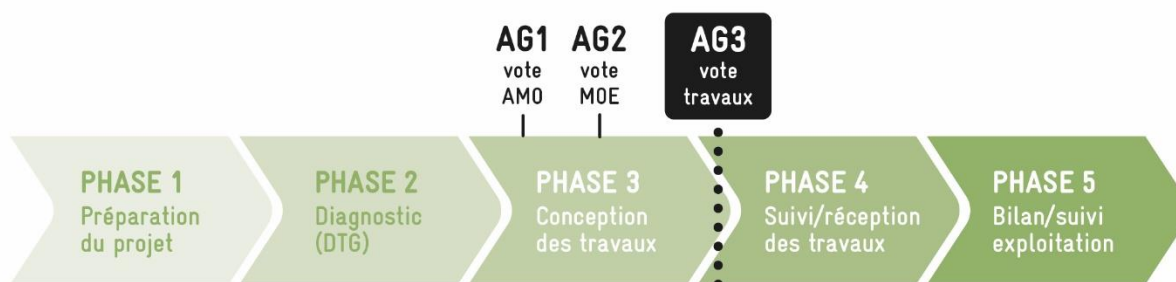 AG1
vote
AMO
AG2
vote
MOE
AG3
vote
travaux
PHASE 1
Préparation
du projet
PHASE 2
Diagnostic
(DTG)
PHASE 3
Conception
des travaux
PHASE 4
Suivi/réception
des travaux
PHASE 5
Bilan/suivi
exploitation